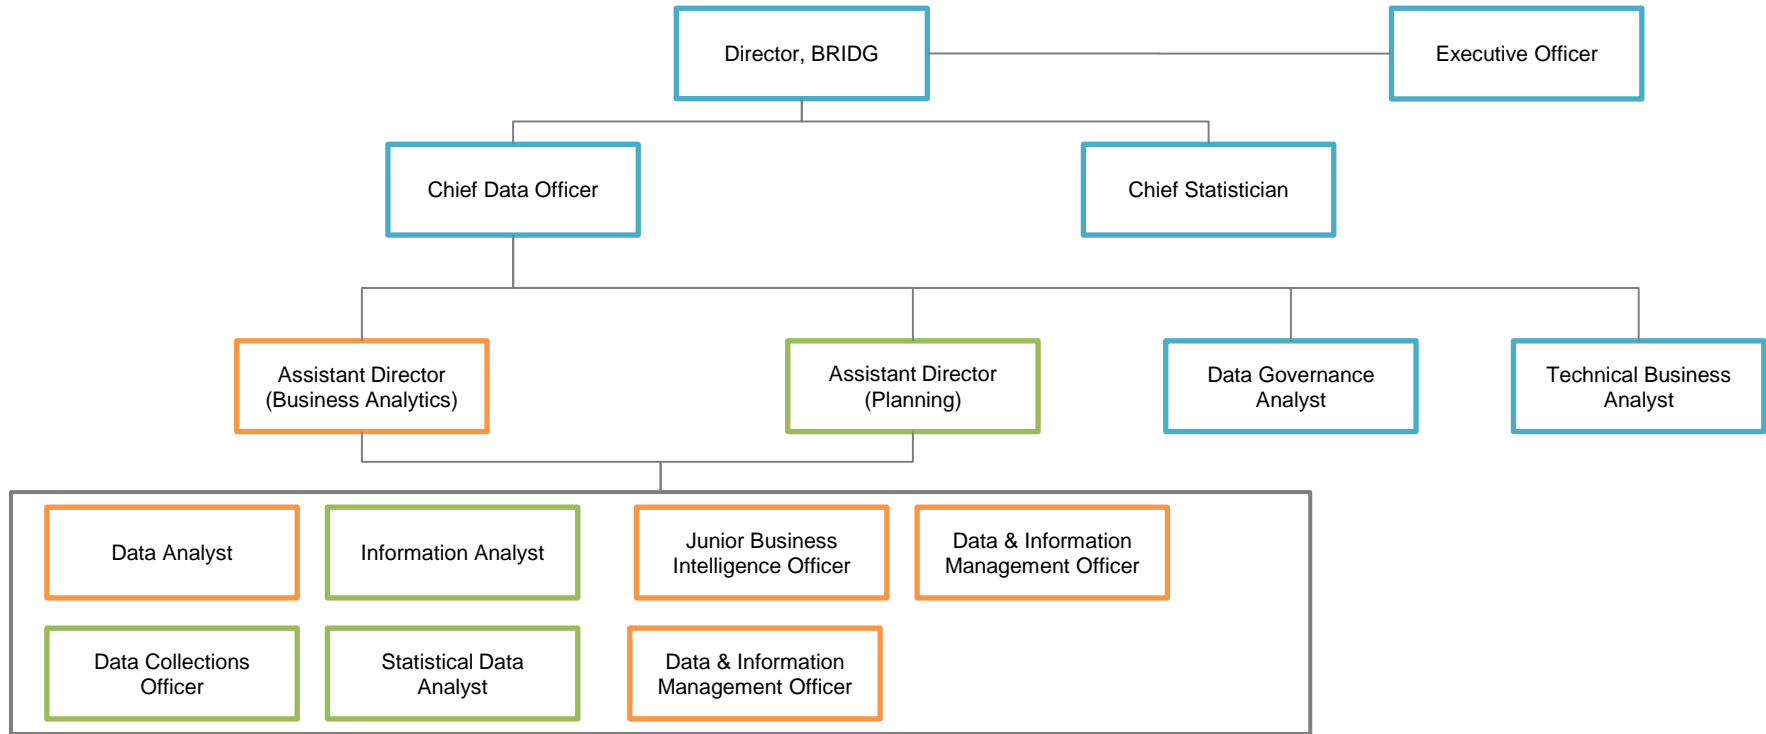 Director, BRIDG
Executive Officer
Chief Data Officer
Chief Statistician
Assistant Director
(Business Analytics)
Assistant Director
(Planning)
Data Governance
Analyst
Technical Business
Analyst
Data Analyst
Information Analyst
Junior Business
Intelligence Officer
Data & Information
Management Officer
Data Collections
Officer
Statistical Data
Analyst
Data & Information
Management Officer